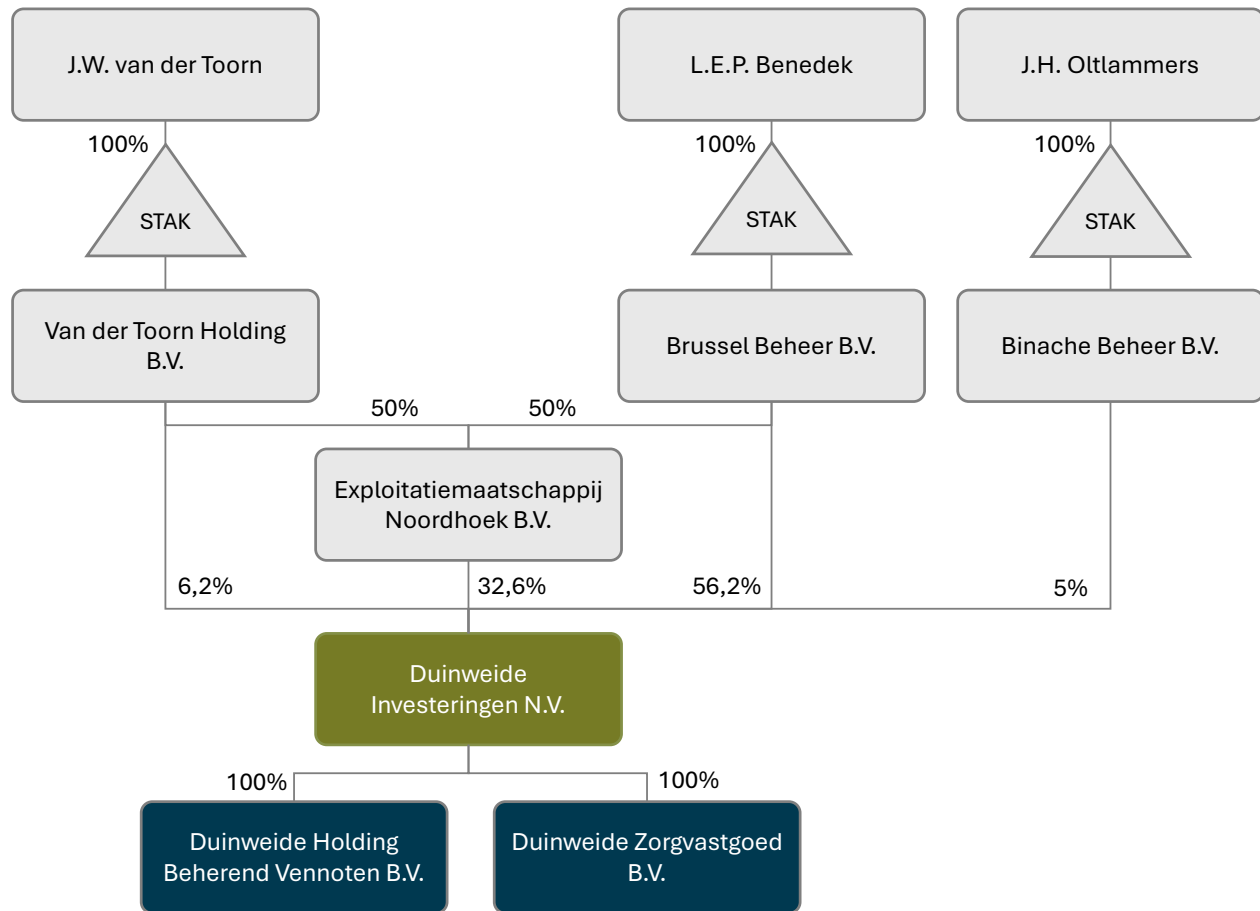 J.W. van der Toorn
L.E.P. Benedek
J.H. Oltlammers
100%
100%
100%
STAK
STAK
STAK
Van der Toorn Holding
B.V.
Brussel Beheer B.V.
Binache Beheer B.V.
50%
50%
Exploitatiemaatschappij
Noordhoek B.V.
6,2%
32,6%
56,2%
5%
Duinweide
Investeringen N.V.
100%
100%
Duinweide Holding
Beherend Vennoten B.V.
Duinweide Zorgvastgoed
B.V.